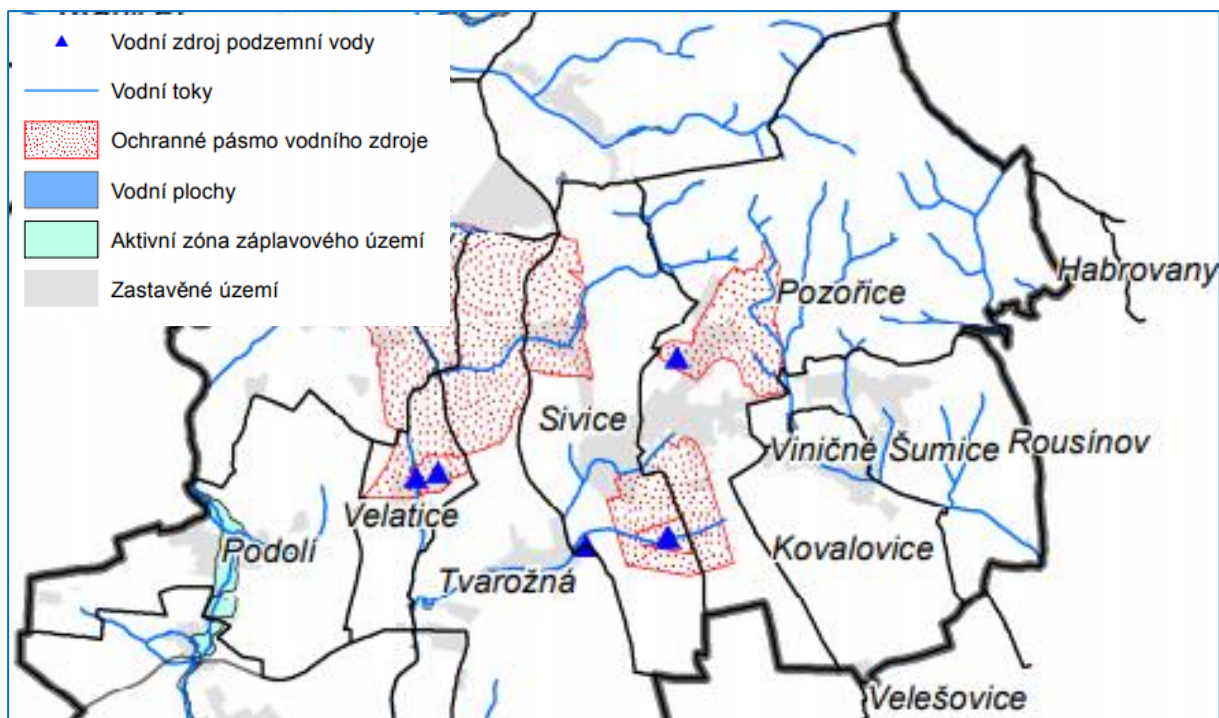 Vodní zdroj podzemní vody
Vodní toky
Ochranné pásmo vodního zdroje
Vodní plochy
Aktivní zóna záplavového území
Zastavěné území
Habrovany
Pozořice
Sivice
Viničné Šumice
Rousínov
Velatice
Podolí
Tvarožná
Kovalovice
Velešovice